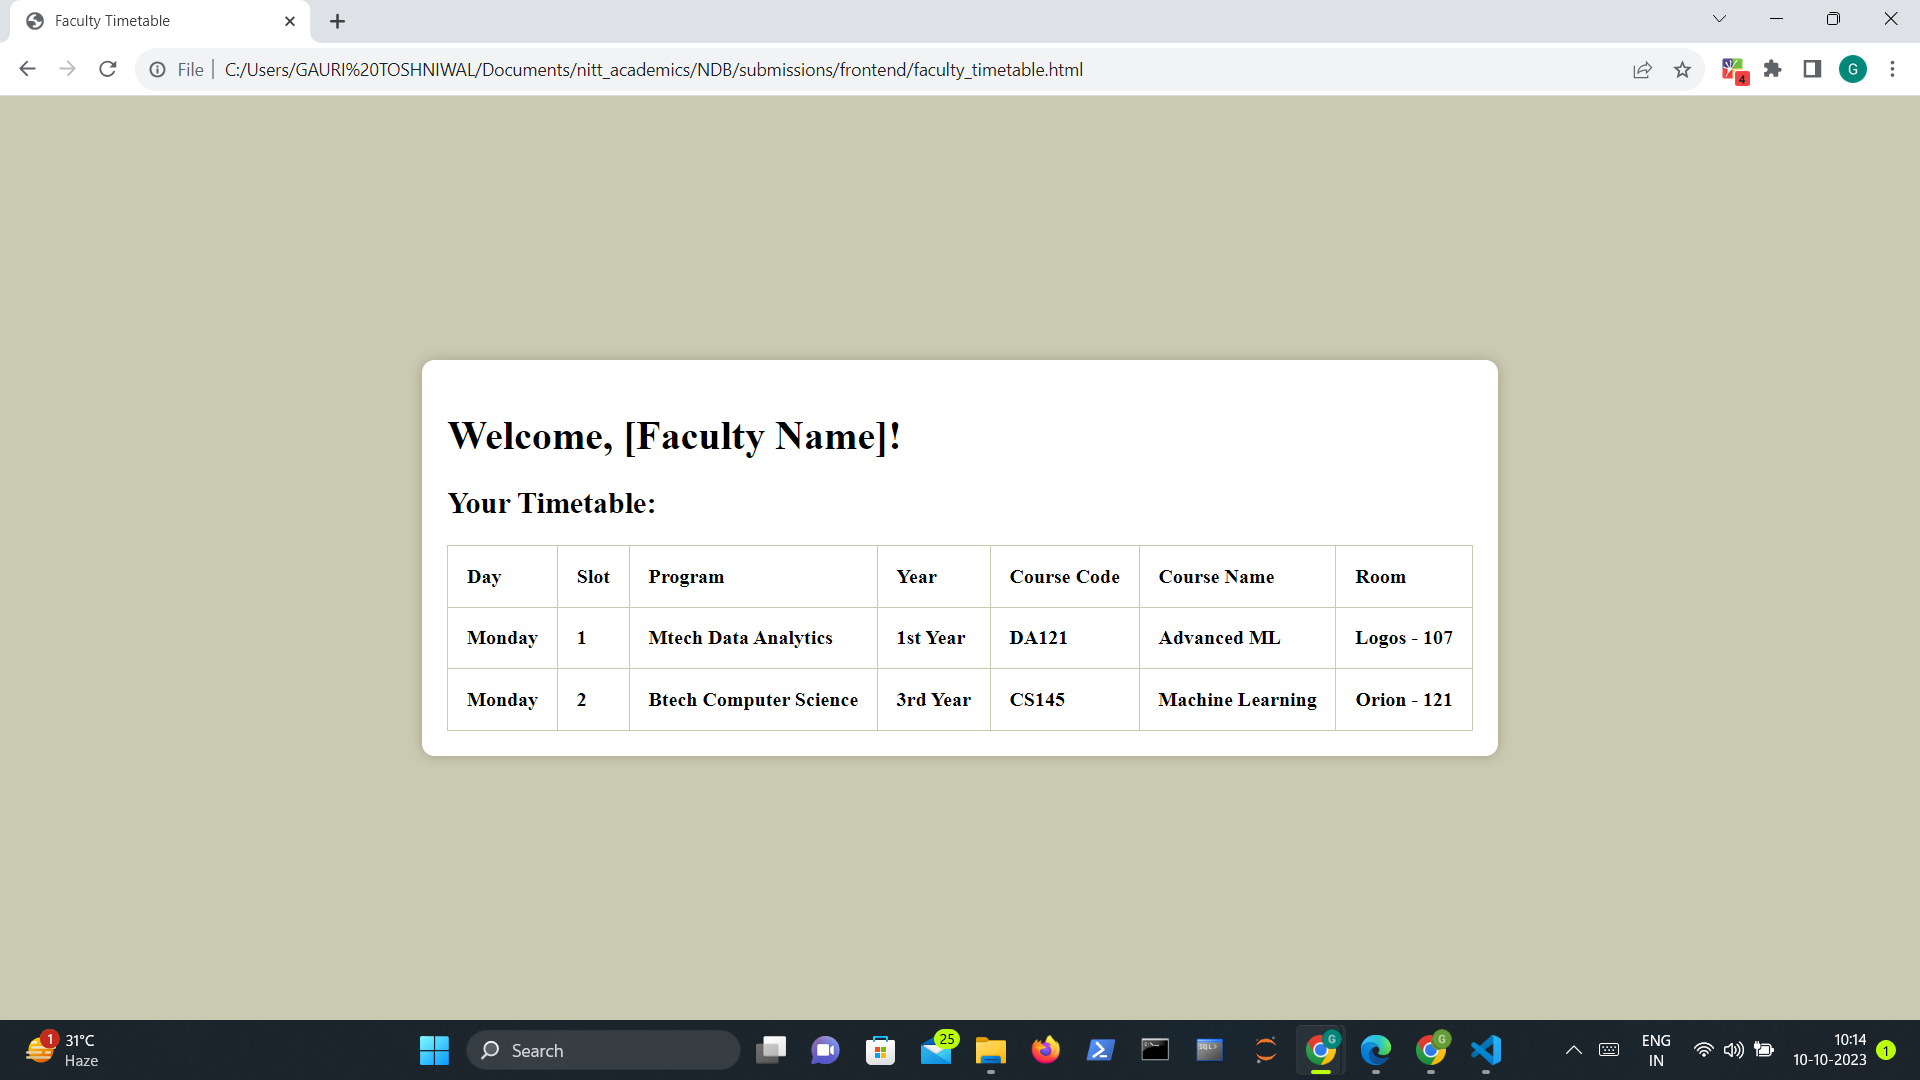 Faculty Timetable
File C:/Users/GAURI%20TOSHNIWAL/Documents/nitt_academics/NDB/submissions/frontend/faculty_timetable.html
4
G
Welcome, [Faculty Name]!
Your Timetable:
Day Slot Program Year Course Code Course Name Room
Monday 1 Mtech Data Analytics 1st Year DA121 Advanced ML Logos - 107
Monday 2 Btech Computer Science 3rd Year CS145 Machine Learning Orion - 121
1
31°C
Haze
Search
25
SQL>
G
G
ENG
IN
10:14
10-10-2023
1